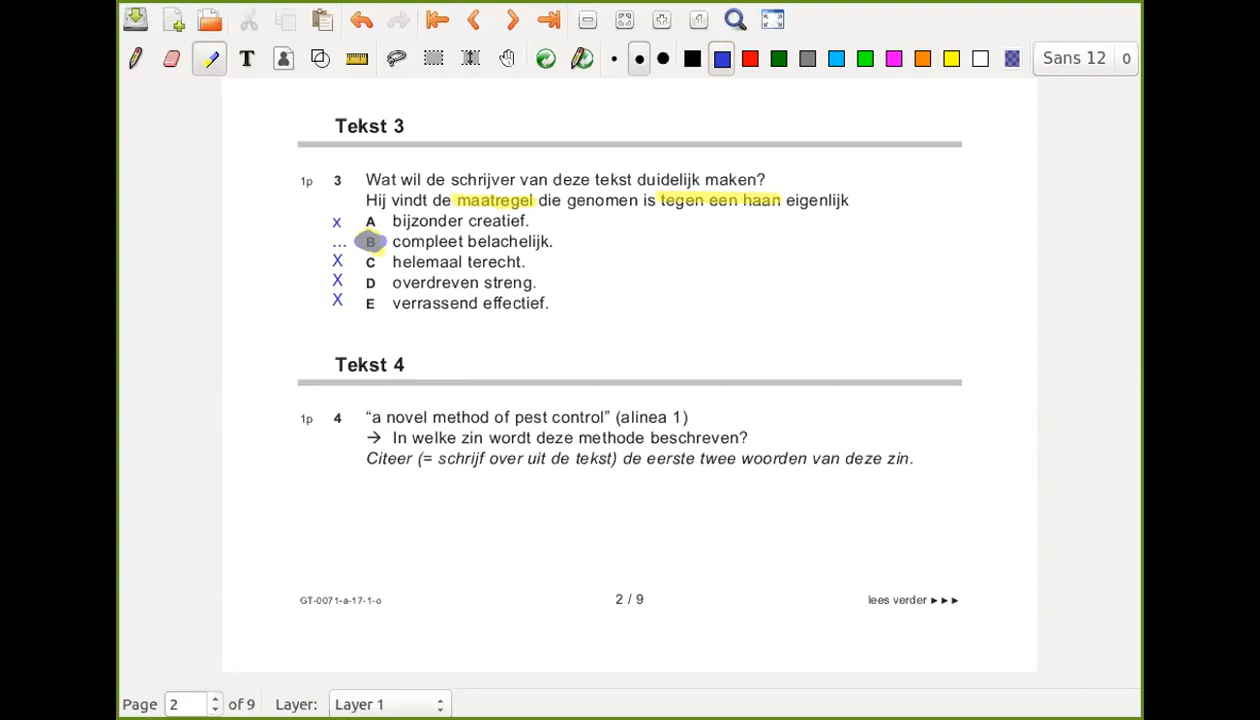 Sans 12 0
Tekst 3
1p 3 Wat wil de schrijver van deze tekst duidelijk maken?
Hij vindt de maatregel die genomen is tegen een haan eigenlijk
x A bijzonder creatief.
... B compleet belachelijk.
X C helemaal terecht.
X D overdreven streng.
X E verrassend effectief.
Tekst 4
1p 4 “a novel method of pest control” (alinea 1)
→ In welke zin wordt deze methode beschreven?
Citeer (= schrijf over uit de tekst) de eerste twee woorden van deze zin.
GT-0071-a-17-1-o 2 / 9 lees verder ►►►
Page 2 of 9 Layer: Layer 1